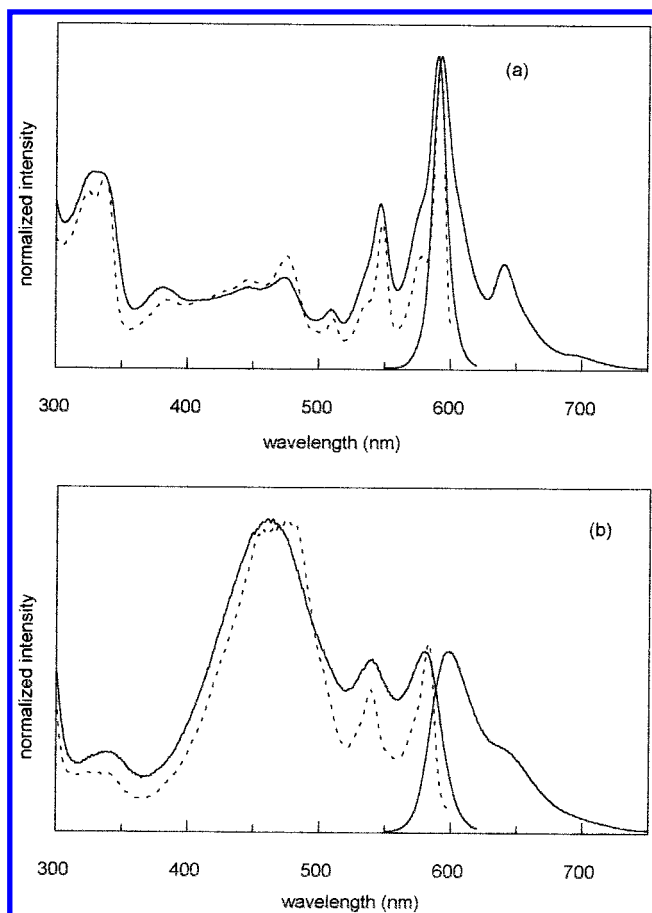 (a)
normalized intensity
300 400 500 600 700
wavelength (nm)
(b)
normalized intensity
300 400 500 600 700
wavelength (nm)